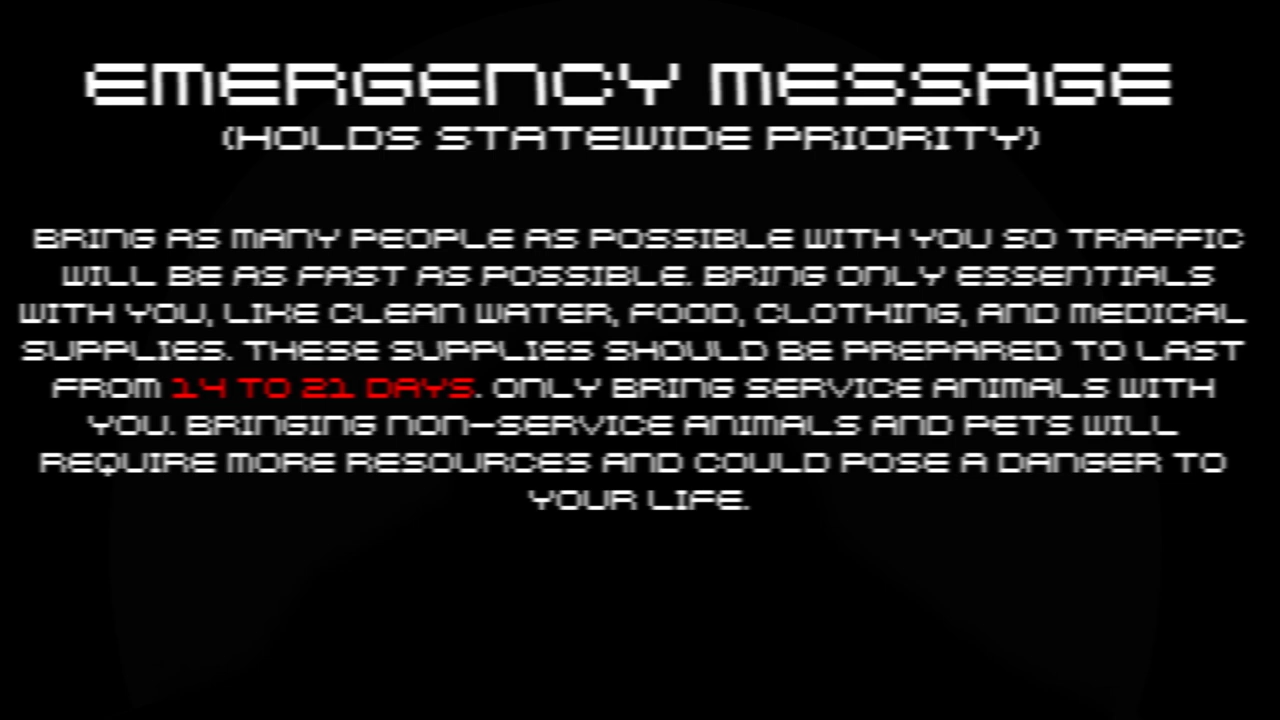 EMERGENCY MESSAGE
(HOLDS STATEWIDE PRIORITY)
BRING AS MANY PEOPLE AS POSSIBLE WITH YOU SO TRAFFIC
WILL BE AS FAST AS POSSIBLE. BRING ONLY ESSENTIALS
WITH YOU, LIKE CLEAN WATER, FOOD, CLOTHING, AND MEDICAL
SUPPLIES. THESE SUPPLIES SHOULD BE PREPARED TO LAST
FROM 14 TO 21 DAYS. ONLY BRING SERVICE ANIMALS WITH
YOU. BRINGING NON-SERVICE ANIMALS AND PETS WILL
REQUIRE MORE RESOURCES AND COULD POSE A DANGER TO
YOUR LIFE.